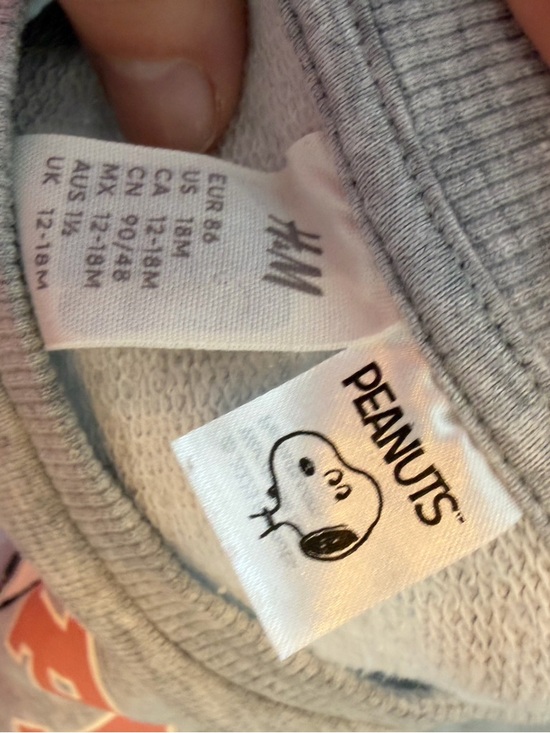 H&M
EUR 86
US 18M
CA 12-18M
CN 90/48
MX 12-18M
AUS 1½
UK 12-18M
PEANUTS™